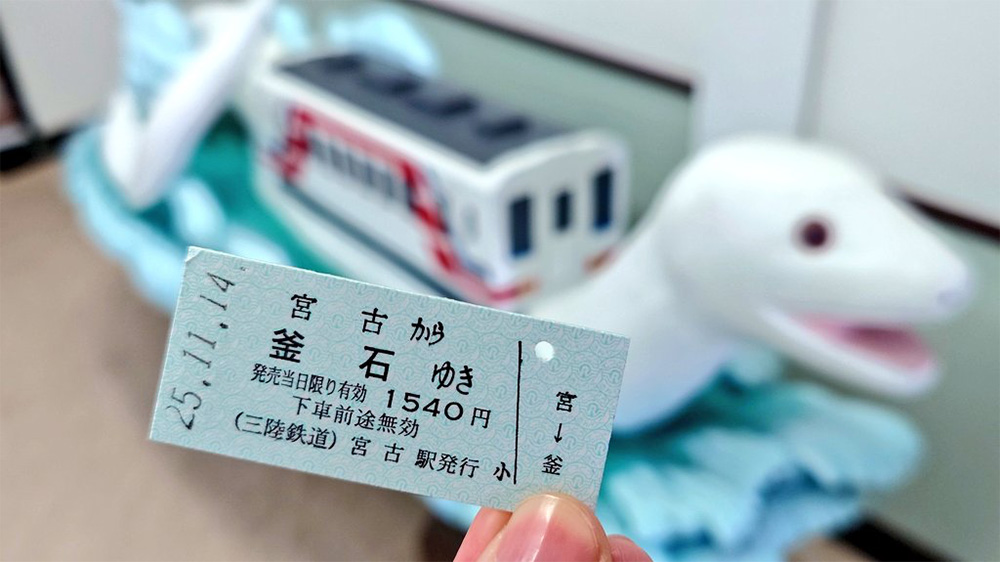 25.11.14.
宮古から
釜石ゆき
発売当日限り有効 1540円
下車前途無効
(三陸鉄道) 宮古駅発行 小
宮
↓
釜